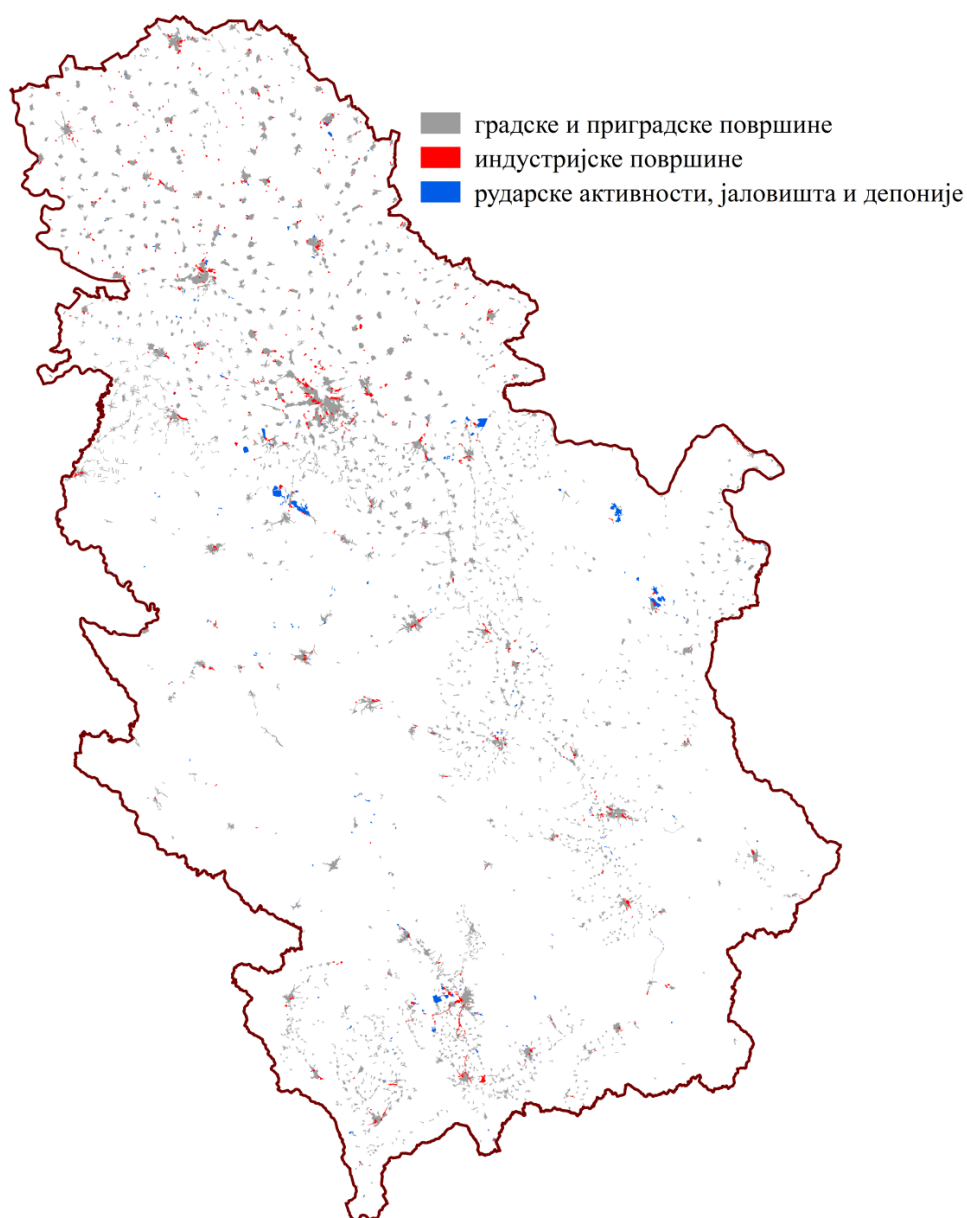 градске и приградске површине
индустријске површине
рударске активности, јаловишта и депоније